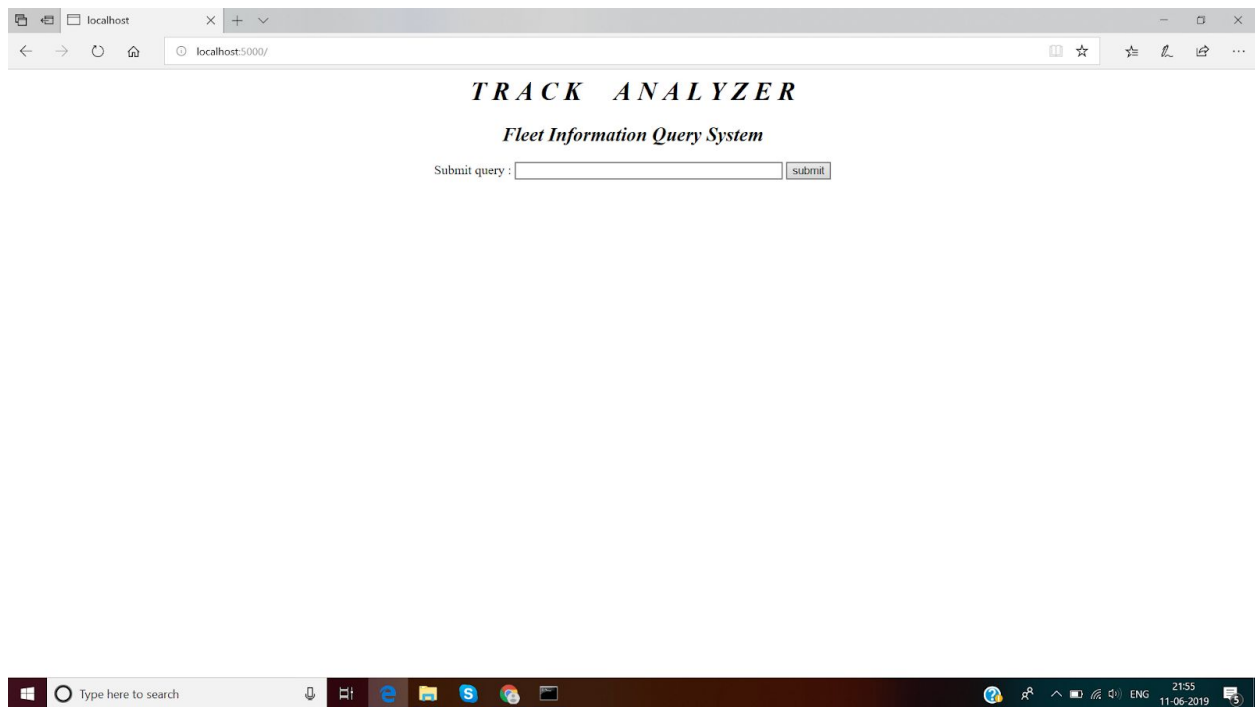 localhost
localhost:5000/
TRACK ANALYZER
Fleet Information Query System
Submit query : submit
Type here to search
ENG
21:55
11-06-2019
5